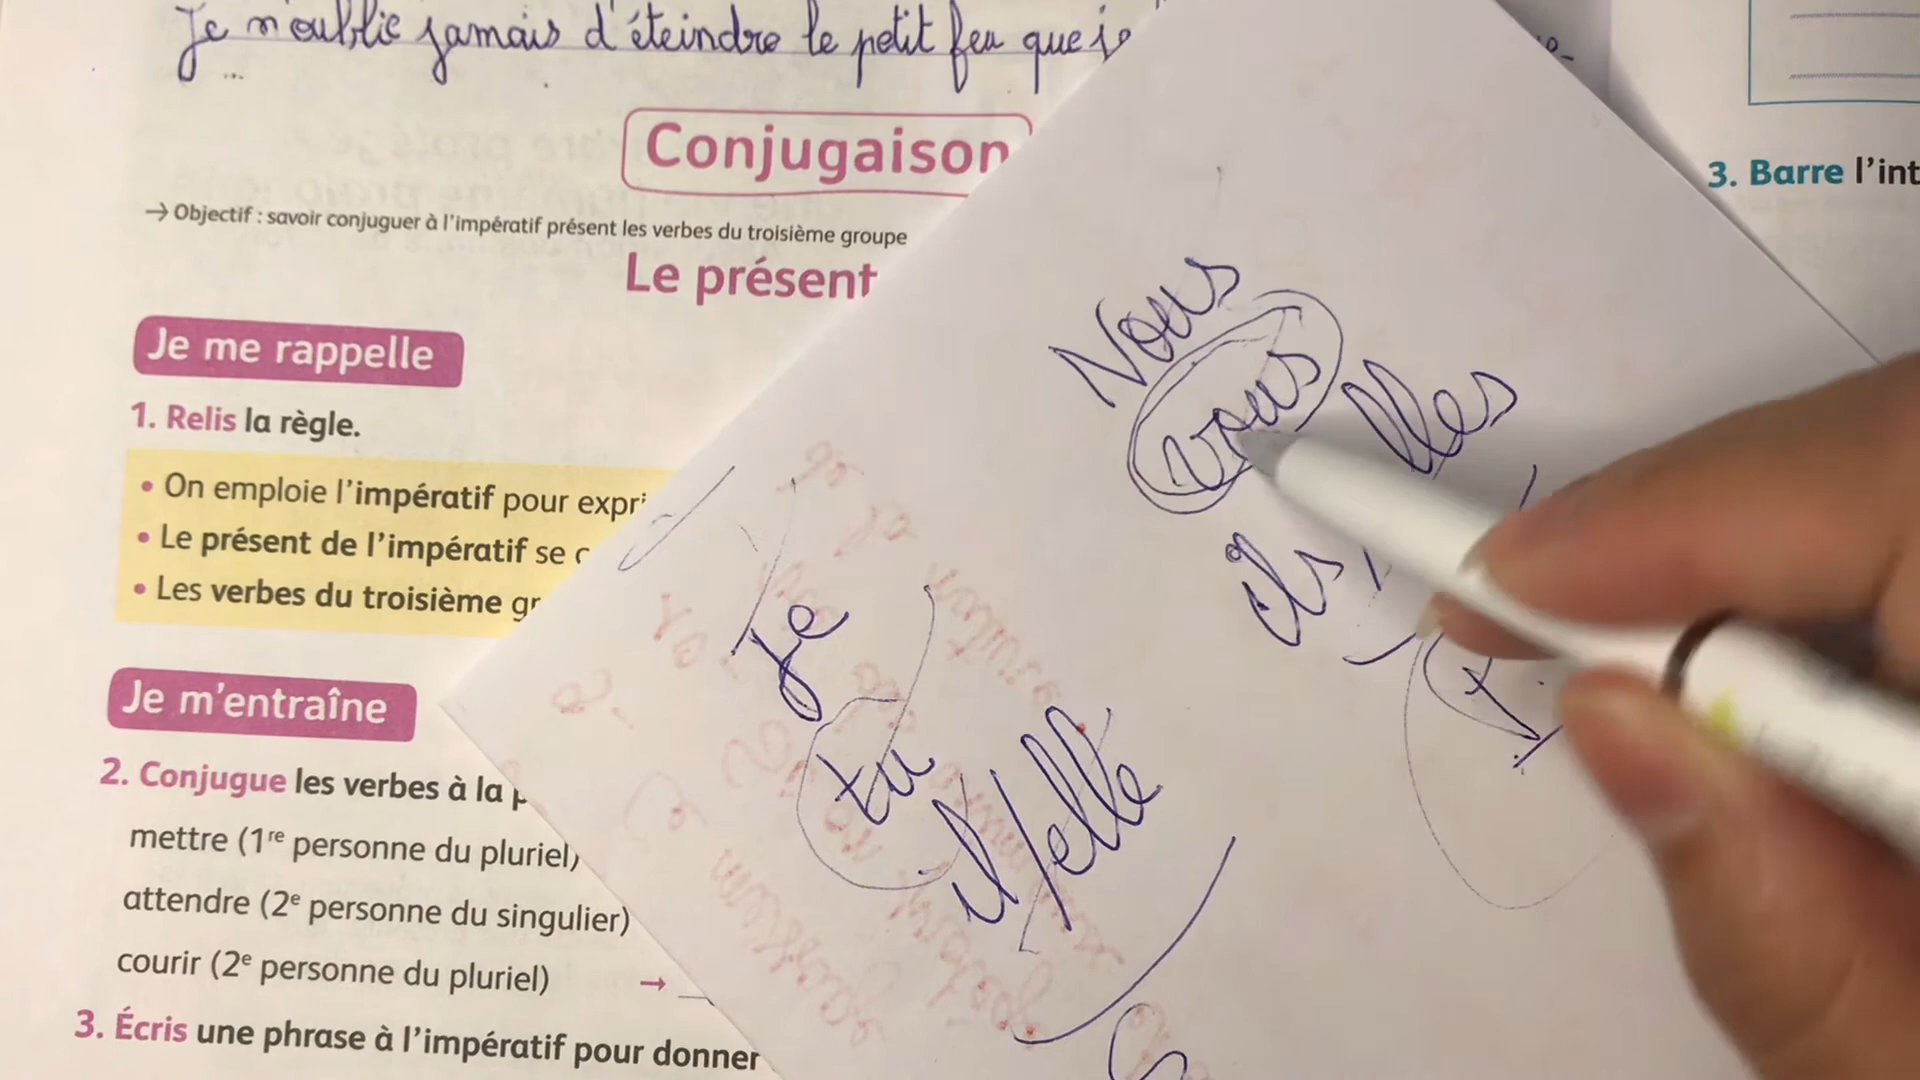 Je n'oublie jamais d'éteindre le petit feu que je
...
Conjugaison
→ Objectif : savoir conjuguer à l'impératif présent les verbes du troisième groupe
Le présent
Je me rappelle
1. Relis la règle.
• On emploie l'impératif pour expri
• Le présent de l'impératif se c
• Les verbes du troisième gr
Je m'entraîne
2. Conjugue les verbes à la p
mettre (1re personne du pluriel)
attendre (2e personne du singulier)
courir (2e personne du pluriel) →
3. Écris une phrase à l'impératif pour donner
Je
tu
il/elle
Nous
vous
ils/elles
3. Barre l'int